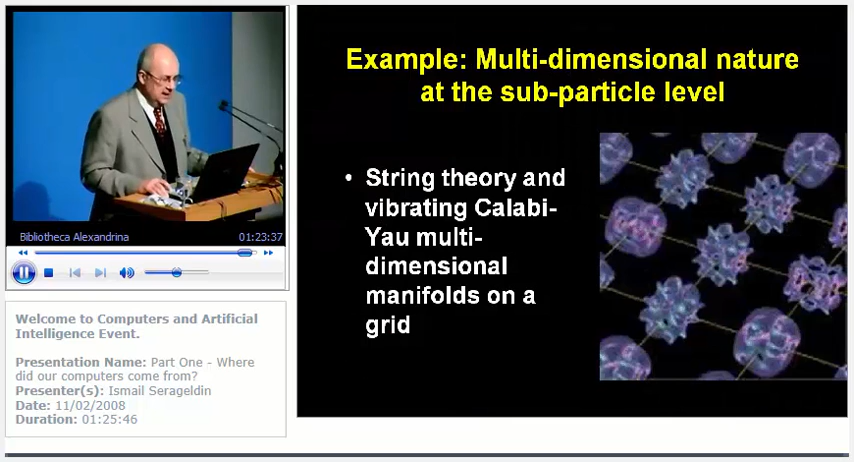 Bibliotheca Alexandrina 01:23:37
Welcome to Computers and Artificial
Intelligence Event.
Presentation Name: Part One - Where
did our computers come from?
Presenter(s): Ismail Serageldin
Date: 11/02/2008
Duration: 01:25:46
Example: Multi-dimensional nature
at the sub-particle level
• String theory and
vibrating Calabi-
Yau multi-
dimensional
manifolds on a
grid